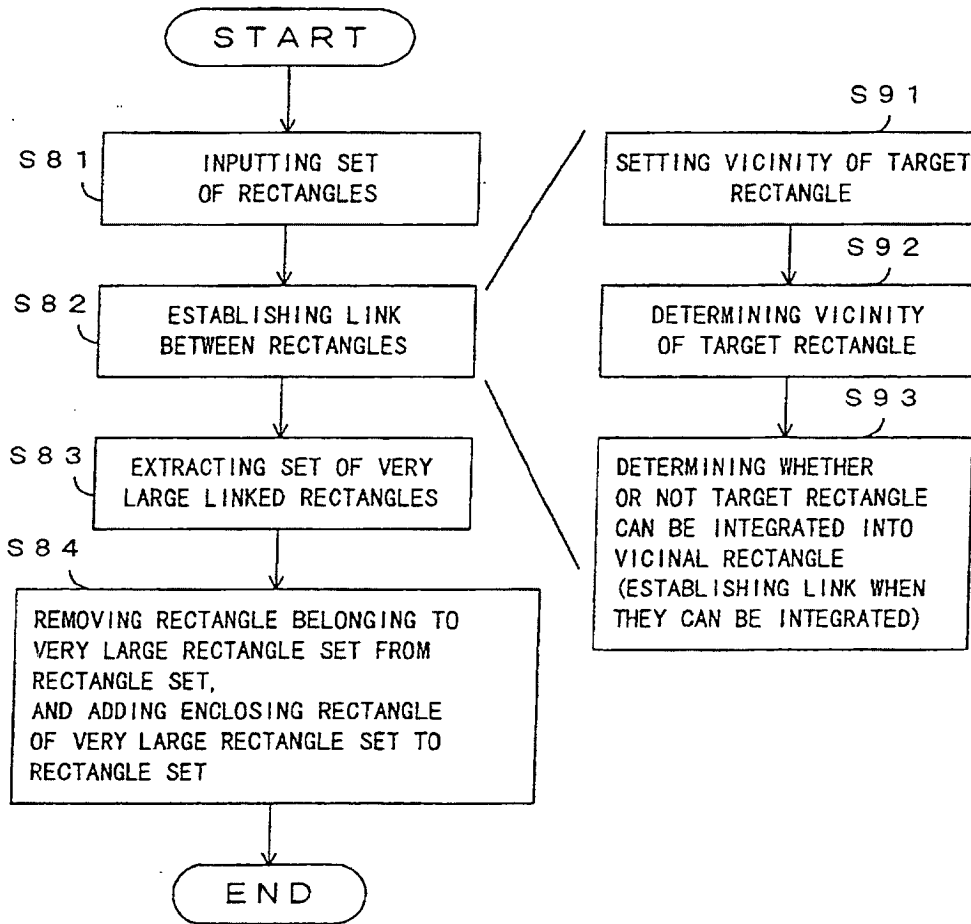 START
S81
INPUTTING SET
OF RECTANGLES
S82
ESTABLISHING LINK
BETWEEN RECTANGLES
S83
EXTRACTING SET OF VERY
LARGE LINKED RECTANGLES
S84
REMOVING RECTANGLE BELONGING TO
VERY LARGE RECTANGLE SET FROM
RECTANGLE SET,
AND ADDING ENCLOSING RECTANGLE
OF VERY LARGE RECTANGLE SET TO
RECTANGLE SET
END
S91
SETTING VICINITY OF TARGET
RECTANGLE
S92
DETERMINING VICINITY
OF TARGET RECTANGLE
S93
DETERMINING WHETHER
OR NOT TARGET RECTANGLE
CAN BE INTEGRATED INTO
VICINAL RECTANGLE
(ESTABLISHING LINK WHEN
THEY CAN BE INTEGRATED)